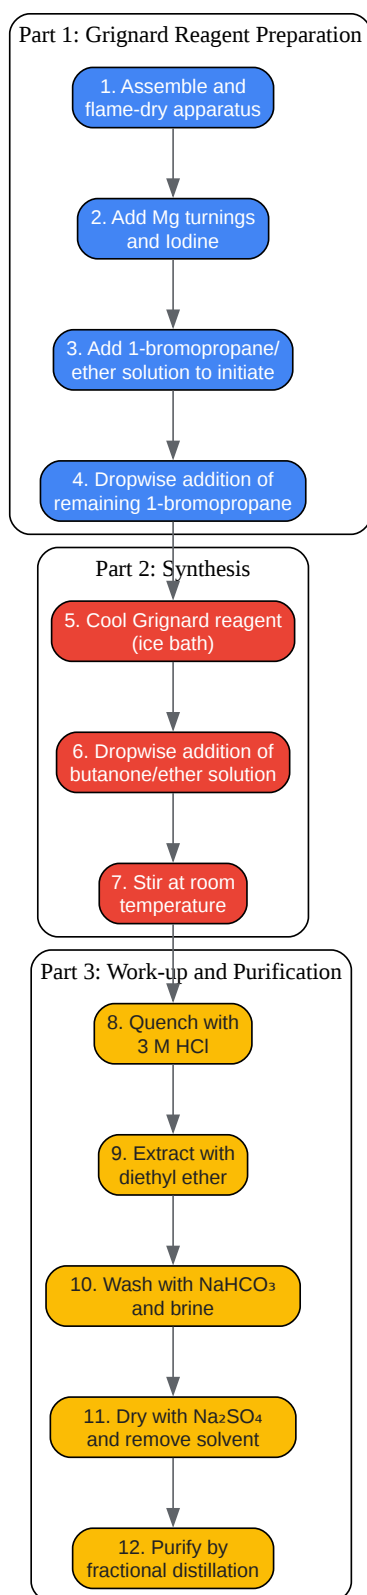 Part 1: Grignard Reagent Preparation
1. Assemble and
flame-dry apparatus
2. Add Mg turnings
and Iodine
3. Add 1-bromopropane/
ether solution to initiate
4. Dropwise addition of
remaining 1-bromopropane
Part 2: Synthesis
5. Cool Grignard reagent
(ice bath)
6. Dropwise addition of
butanone/ether solution
7. Stir at room
temperature
Part 3: Work-up and Purification
8. Quench with
3 M HCl
9. Extract with
diethyl ether
10. Wash with NaHCO₃
and brine
11. Dry with Na₂SO₄
and remove solvent
12. Purify by
fractional distillation